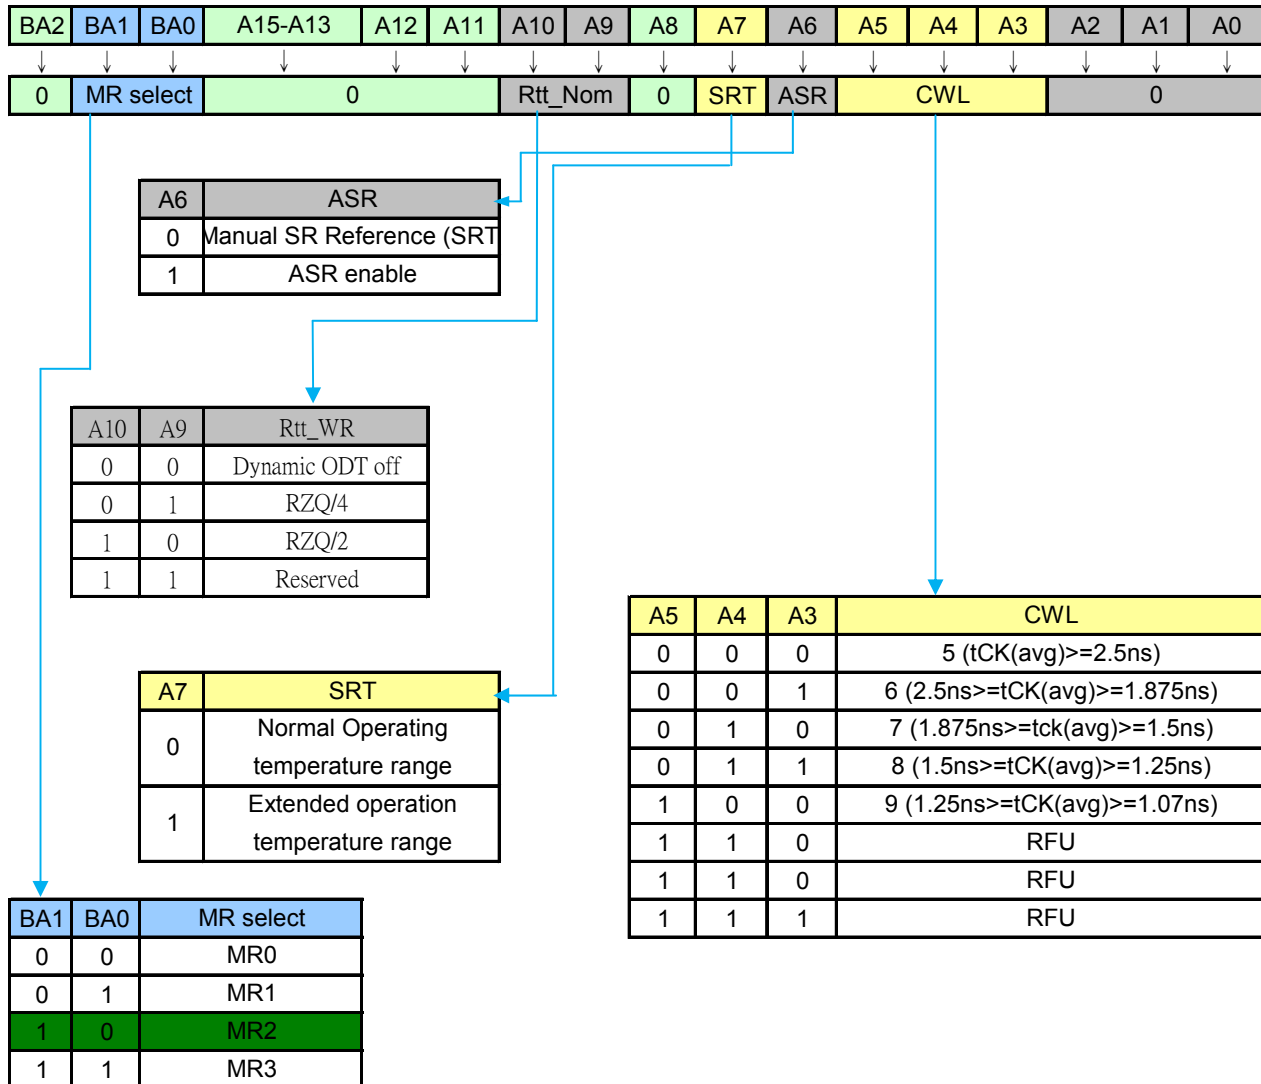 BA2 BA1 BA0 A15-A13 A12 A11 A10 A9 A8 A7 A6 A5 A4 A3 A2 A1 A0
0 MR select 0 Rtt_Nom 0 SRT ASR CWL 0
A6 ASR
0 Manual SR Reference (SRT
1 ASR enable
A10 A9 Rtt_WR
0 0 Dynamic ODT off
0 1 RZQ/4
1 0 RZQ/2
1 1 Reserved
A5 A4 A3 CWL
0 0 0 5 (tCK(avg)>=2.5ns)
0 0 1 6 (2.5ns>=tCK(avg)>=1.875ns)
0 1 0 7 (1.875ns>=tck(avg)>=1.5ns)
0 1 1 8 (1.5ns>=tCK(avg)>=1.25ns)
1 0 0 9 (1.25ns>=tCK(avg)>=1.07ns)
1 1 0 RFU
1 1 0 RFU
1 1 1 RFU
A7 SRT
0 Normal Operating
temperature range
1 Extended operation
temperature range
BA1 BA0 MR select
0 0 MR0
0 1 MR1
1 0 MR2
1 1 MR3